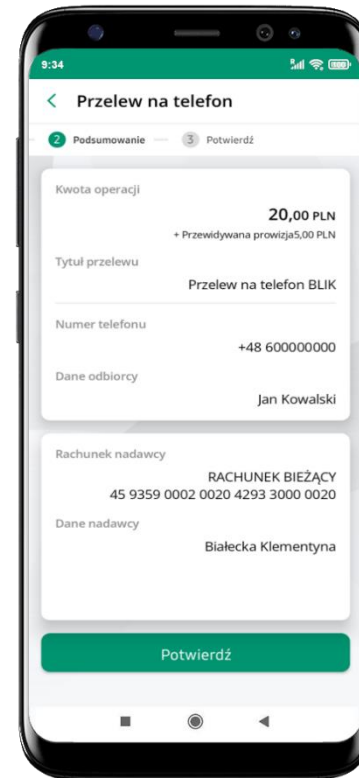 9:34
Przelew na telefon
2 Podsumowanie 3 Potwierdź
Kwota operacji
20,00 PLN
+ Przewidywana prowizja5,00 PLN
Tytuł przelewu
Przelew na telefon BLIK
Numer telefonu
+48 600000000
Dane odbiorcy
Jan Kowalski
Rachunek nadawcy
RACHUNEK BIEŻĄCY
45 9359 0002 0020 4293 3000 0020
Dane nadawcy
Białecka Klementyna
Potwierdź